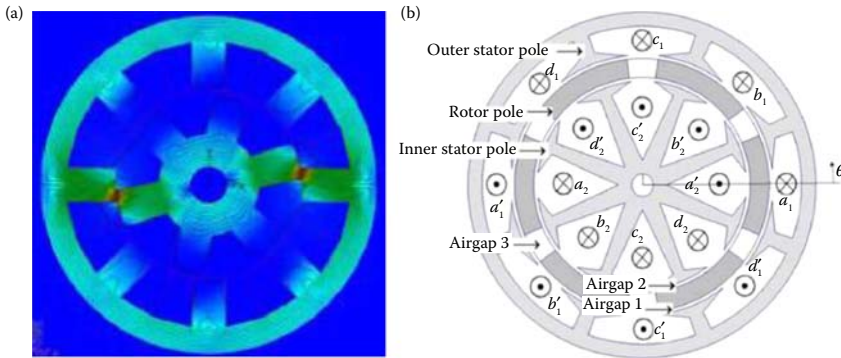 (a)
(b)
Outer stator pole
c₁
d₁
b₁
Rotor pole
c′₂
d′₂
b′₂
Inner stator pole
θ
a′₁
a₂
a′₂
a₁
b₂
c₂
d₂
Airgap 3
d′₁
Airgap 2
b′₁
Airgap 1
c′₁